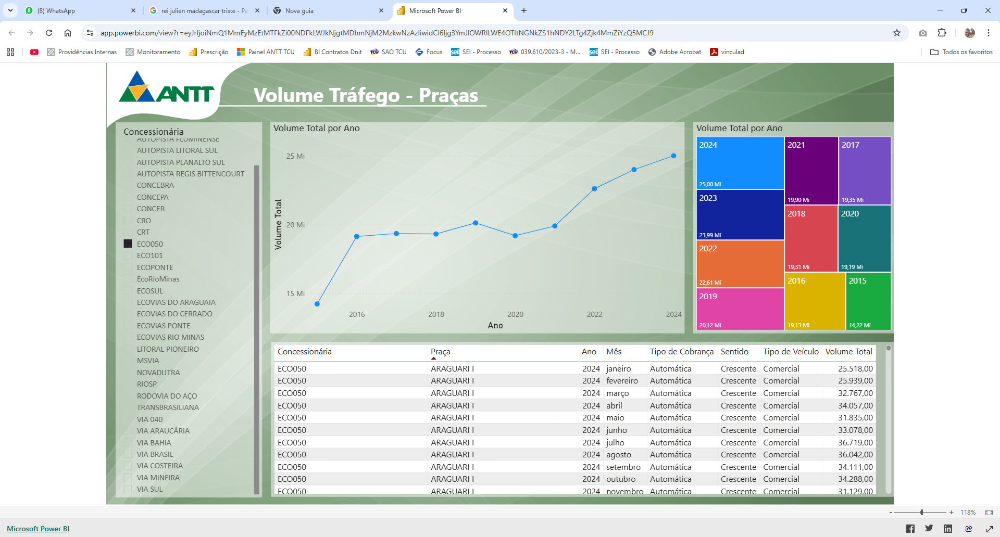 (8) WhatsApp
rei julien madagascar triste - Pe
Nova guia
Microsoft Power BI
app.powerbi.com/view?r=eyJrIjoiNmQ1MmEyMzEtMTFkZi00NDFkLWJkNjgtMDhmNjM2MzkwNzAzIiwidCI6Ijg3YmJlOWRlLWE4OTItNGNkZS1hNDY2LTg4Zjk4MmZiYzQ5MCJ9
Providências Internas
Monitoramento
Prescrição
Painel ANTT TCU
BI Contratos Dnit
SAO TCU
Focus
SEI - Processo
039.610/2023-3 - M...
SEI - Processo
Adobe Acrobat
vinculad
Todos os favoritos
ANTT
Volume Tráfego - Praças
Concessionária
AUTOPISTA FLUMINENSE
AUTOPISTA LITORAL SUL
AUTOPISTA PLANALTO SUL
AUTOPISTA REGIS BITTENCOURT
CONCEBRA
CONCEPA
CONCER
CRO
CRT
ECO050
ECO101
ECOPONTE
EcoRioMinas
ECOSUL
ECOVIAS DO ARAGUAIA
ECOVIAS DO CERRADO
ECOVIAS PONTE
ECOVIAS RIO MINAS
LITORAL PIONEIRO
MSVIA
NOVADUTRA
RIOSP
RODOVIA DO AÇO
TRANSBRASILIANA
VIA 040
VIA ARAUCÁRIA
VIA BAHIA
VIA BRASIL
VIA COSTEIRA
VIA MINEIRA
VIA SUL
Volume Total por Ano
Volume Total
25 Mi
20 Mi
15 Mi
2016 2018 2020 2022 2024
Ano
Volume Total por Ano
2024
25,00 Mi
2023
23,99 Mi
2022
22,61 Mi
2019
20,12 Mi
2021
19,90 Mi
2017
19,35 Mi
2018
19,31 Mi
2020
19,19 Mi
2016
19,13 Mi
2015
14,22 Mi
Concessionária Praça Ano Mês Tipo de Cobrança Sentido Tipo de Veículo Volume Total
ECO050 ARAGUARI I 2024 janeiro Automática Crescente Comercial 25.518,00
ECO050 ARAGUARI I 2024 fevereiro Automática Crescente Comercial 25.939,00
ECO050 ARAGUARI I 2024 março Automática Crescente Comercial 32.767,00
ECO050 ARAGUARI I 2024 abril Automática Crescente Comercial 34.057,00
ECO050 ARAGUARI I 2024 maio Automática Crescente Comercial 31.835,00
ECO050 ARAGUARI I 2024 junho Automática Crescente Comercial 33.078,00
ECO050 ARAGUARI I 2024 julho Automática Crescente Comercial 36.719,00
ECO050 ARAGUARI I 2024 agosto Automática Crescente Comercial 36.042,00
ECO050 ARAGUARI I 2024 setembro Automática Crescente Comercial 34.111,00
ECO050 ARAGUARI I 2024 outubro Automática Crescente Comercial 34.288,00
ECO050 ARAGUARI I 2024 novembro Automática Crescente Comercial 31.129,00
- + 118%
Microsoft Power BI